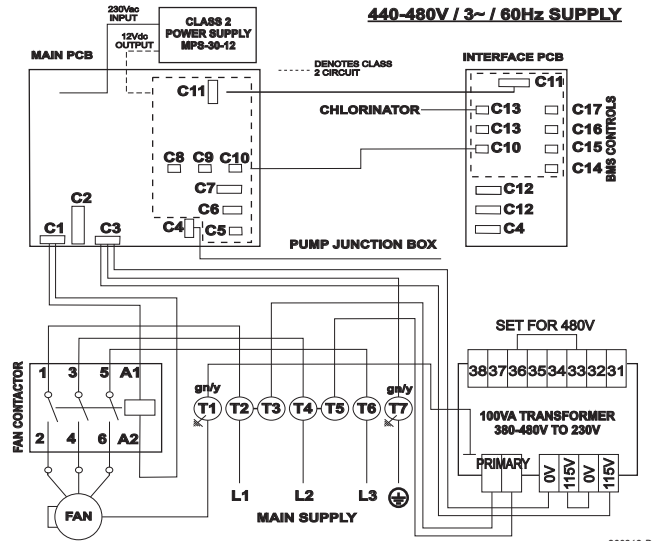 230Vac
INPUT
12Vdc
OUTPUT
CLASS 2
POWER SUPPLY
MPS-30-12
440-480V / 3~ / 60Hz SUPPLY
MAIN PCB
DENOTES CLASS
2 CIRCUIT
INTERFACE PCB
C11
C11
CHLORINATOR
C13
C17
C13
C16
C10
C15
C14
BMS CONTROLS
C8
C9
C10
C7
C12
C2
C6
C12
C1
C3
C4
C5
C4
PUMP JUNCTION BOX
SET FOR 480V
38
37
36
35
34
33
32
31
FAN CONTACTOR
1
3
5
A1
gn/y
gn/y
T1
T2
T3
T4
T5
T6
T7
100VA TRANSFORMER
380-480V TO 230V
2
4
6
A2
PRIMARY
0V
115V
0V
115V
L1
L2
L3
FAN
MAIN SUPPLY